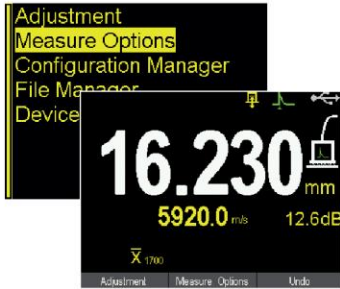 Adjustment
Measure Options
Configuration Manager
File Manager
Device
16.230 mm
5920.0 m/s 12.6dB
X 1700
Adjustment Measure Options Undo